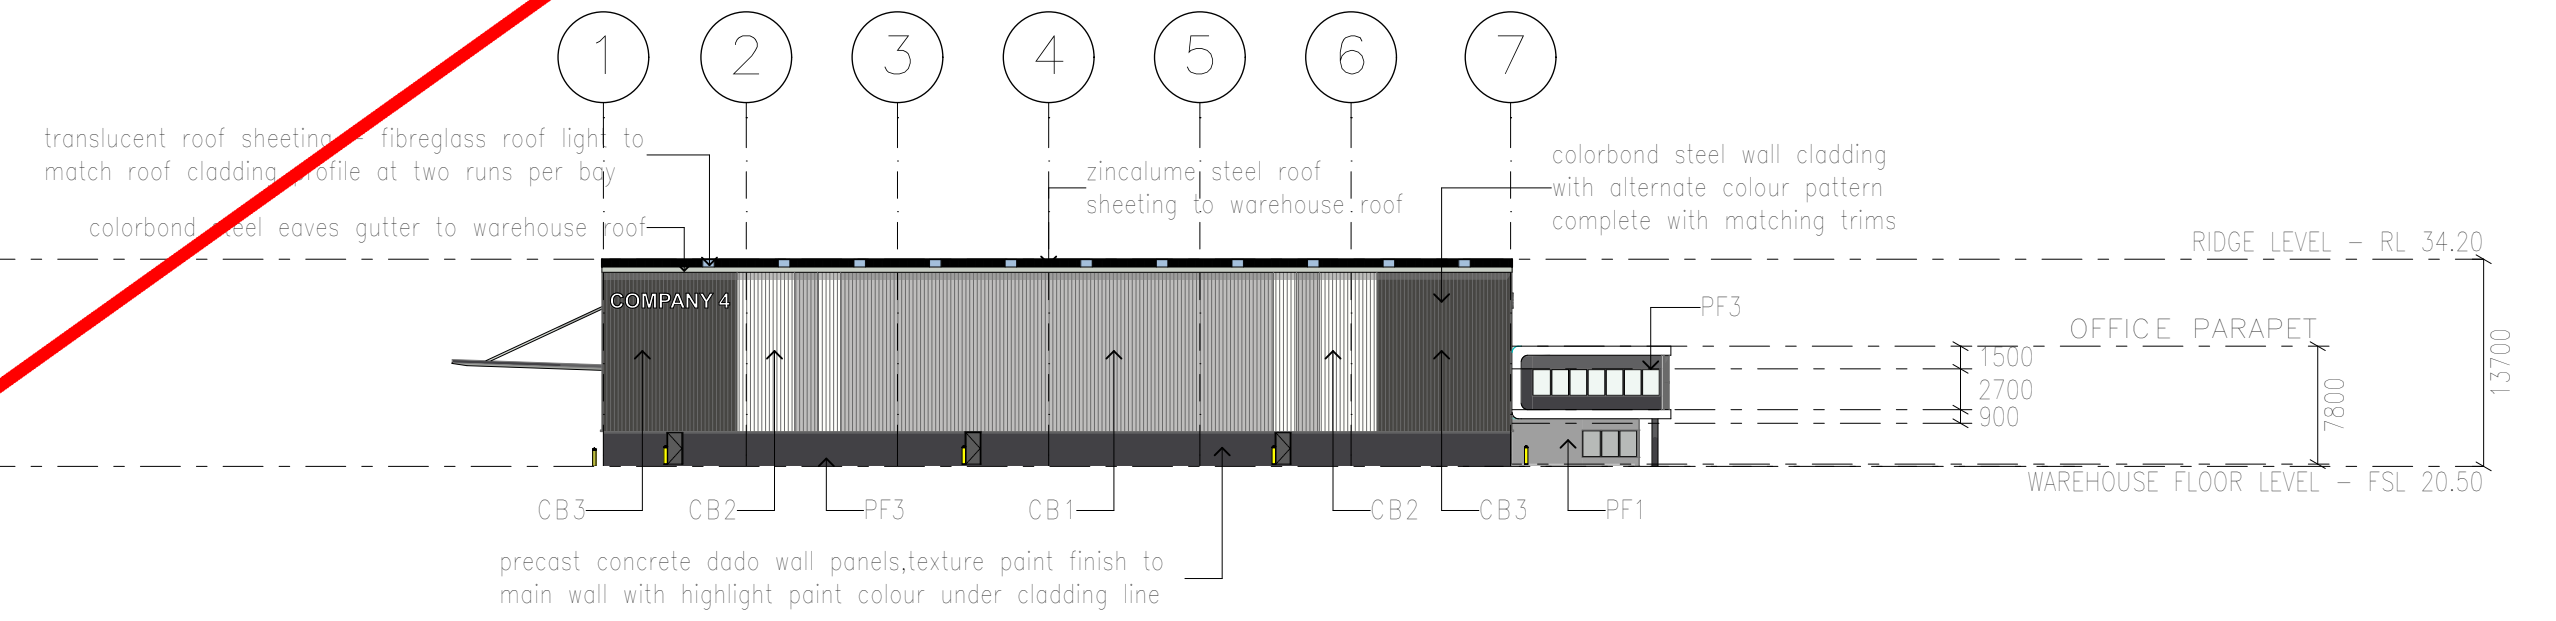 1 2 3 4 5 6 7
translucent roof sheeting - fibreglass roof light to
match roof cladding profile at two runs per bay
colorbond steel eaves gutter to warehouse roof
zincalume steel roof
sheeting to warehouse roof
colorbond steel wall cladding
with alternate colour pattern
complete with matching trims
RIDGE LEVEL - RL 34.20
COMPANY 4
PF3
OFFICE PARAPET
1500
2700
900
7800
13700
WAREHOUSE FLOOR LEVEL - FSL 20.50
CB3 CB2 PF3 CB1 CB2 CB3 PF1
precast concrete dado wall panels,texture paint finish to
main wall with highlight paint colour under cladding line